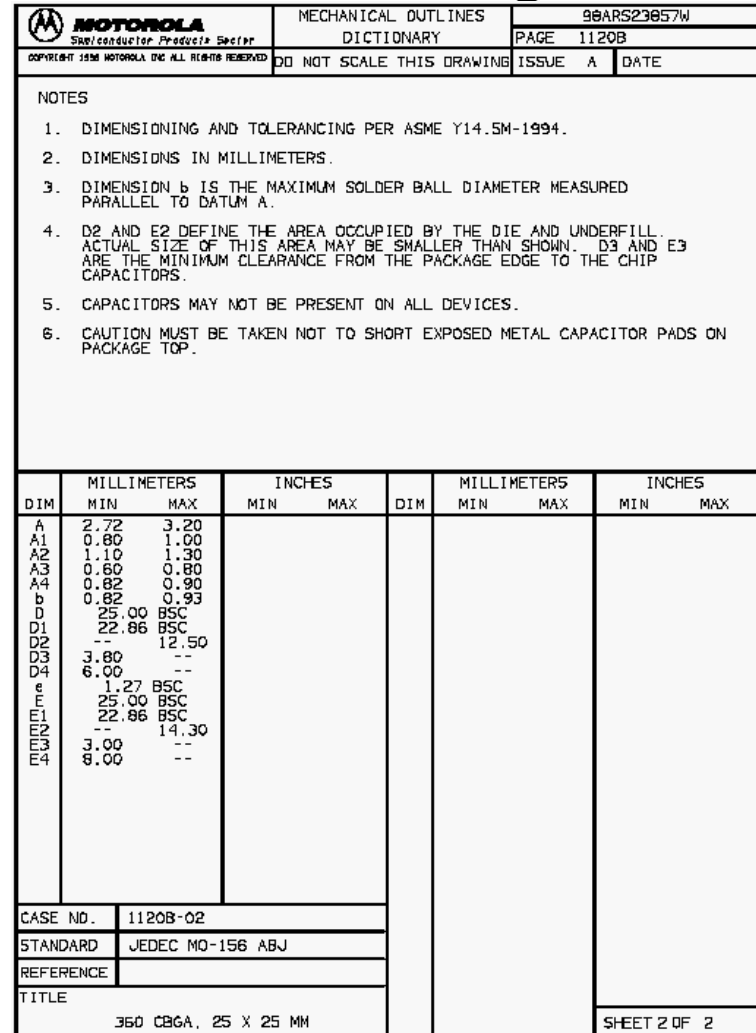 MOTOROLA
Semiconductor Products Sector
COPYRIGHT 1998 MOTOROLA INC ALL RIGHTS RESERVED
MECHANICAL OUTLINES
DICTIONARY
DO NOT SCALE THIS DRAWING
98ARS23857W
PAGE 1120B
ISSUE A DATE
NOTES
1. DIMENSIONING AND TOLERANCING PER ASME Y14.5M-1994.
2. DIMENSIONS IN MILLIMETERS.
3. DIMENSION b IS THE MAXIMUM SOLDER BALL DIAMETER MEASURED
PARALLEL TO DATUM A.
4. D2 AND E2 DEFINE THE AREA OCCUPIED BY THE DIE AND UNDERFILL.
ACTUAL SIZE OF THIS AREA MAY BE SMALLER THAN SHOWN. D3 AND E3
ARE THE MINIMUM CLEARANCE FROM THE PACKAGE EDGE TO THE CHIP
CAPACITORS.
5. CAPACITORS MAY NOT BE PRESENT ON ALL DEVICES.
6. CAUTION MUST BE TAKEN NOT TO SHORT EXPOSED METAL CAPACITOR PADS ON
PACKAGE TOP.
MILLIMETERS INCHES MILLIMETERS INCHES
DIM MIN MAX MIN MAX DIM MIN MAX MIN MAX
A 2.72 3.20
A1 0.80 1.00
A2 1.10 1.30
A3 0.60 0.80
A4 0.82 0.90
b 0.82 0.93
D 25.00 BSC
D1 22.86 BSC
D2 -- 12.50
D3 3.80 --
D4 6.00 --
e 1.27 BSC
E 25.00 BSC
E1 22.86 BSC
E2 -- 14.30
E3 3.00 --
E4 8.00 --
CASE NO. 1120B-02
STANDARD JEDEC MO-156 ABJ
REFERENCE
TITLE
360 CBGA, 25 X 25 MM
SHEET 2 OF 2